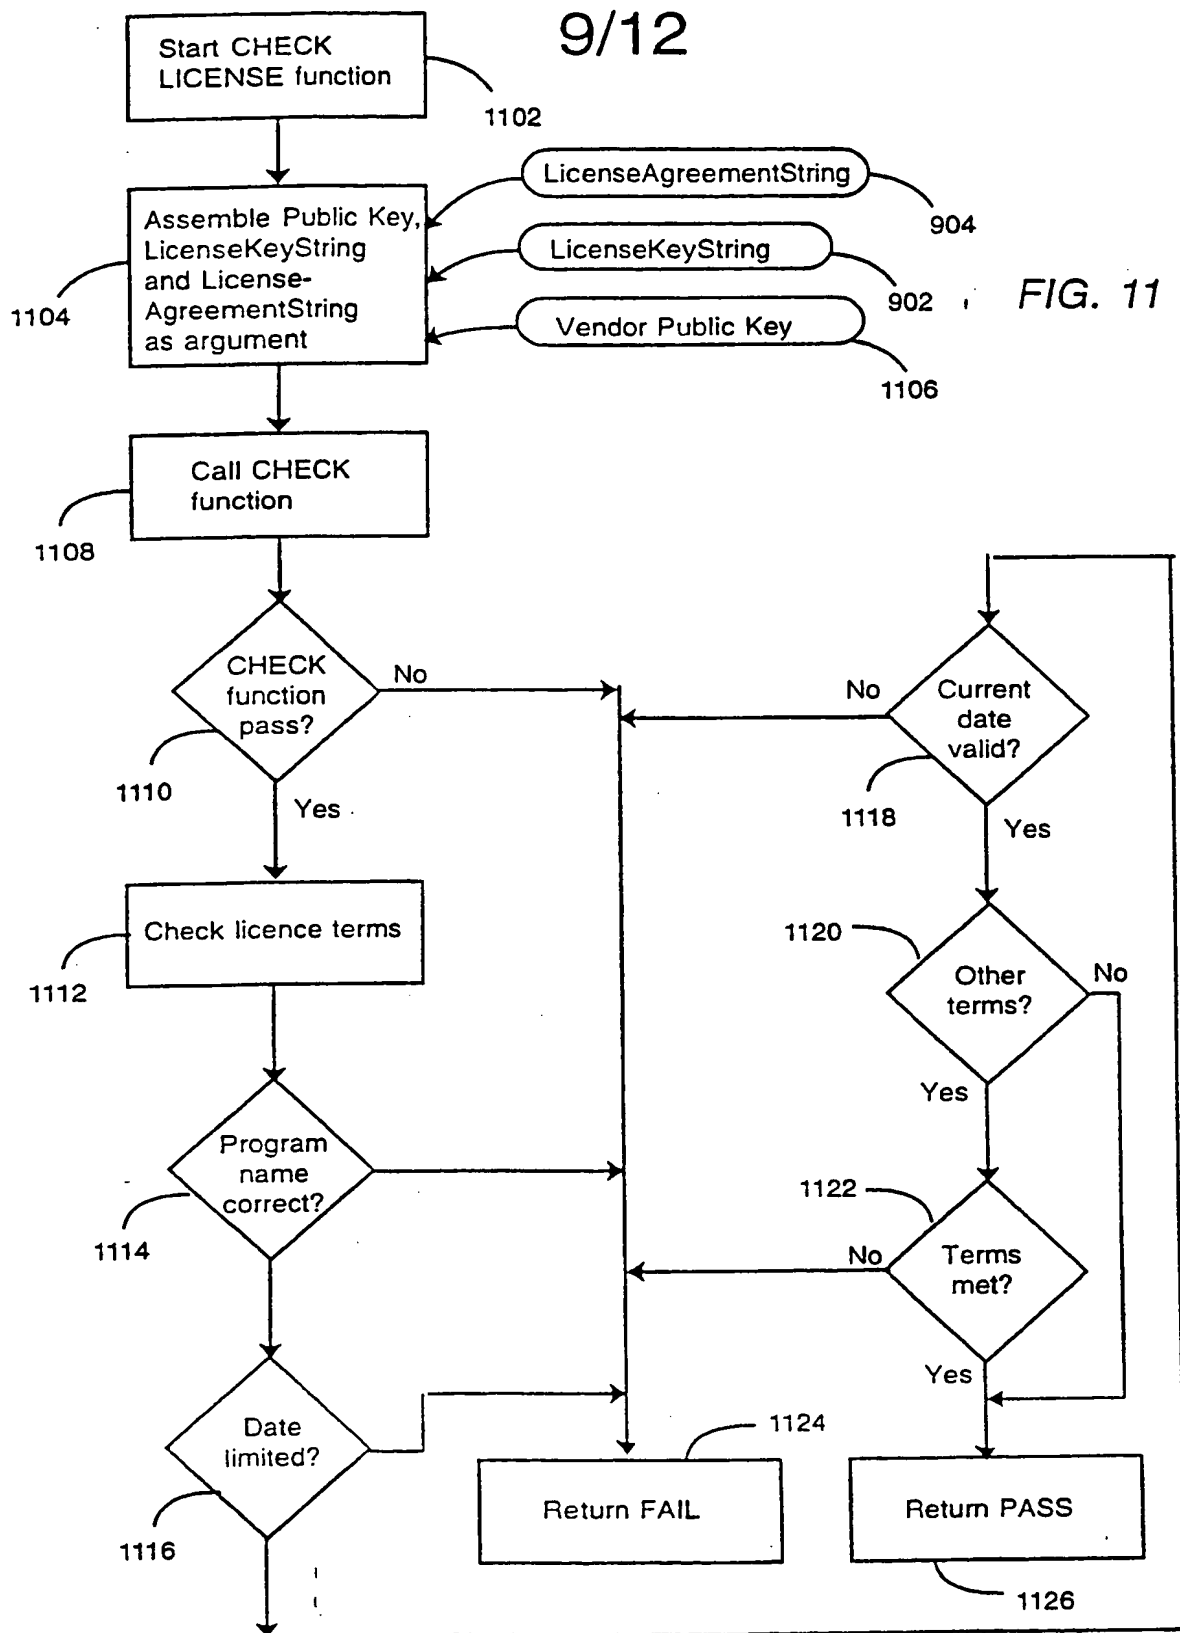 9/12
Start CHECK
LICENSE function
1102
LicenseAgreementString
904
Assemble Public Key,
LicenseKeyString
and License-
AgreementString
as argument
1104
LicenseKeyString
902
FIG. 11
Vendor Public Key
1106
Call CHECK
function
1108
CHECK
function
pass?
No
1110
Yes
No
Current
date
valid?
1118
Yes
Check licence terms
1112
1120
Other
terms?
No
Yes
Program
name
correct?
1114
1122
No
Terms
met?
Yes
Date
limited?
1116
1124
Return FAIL
Return PASS
1126